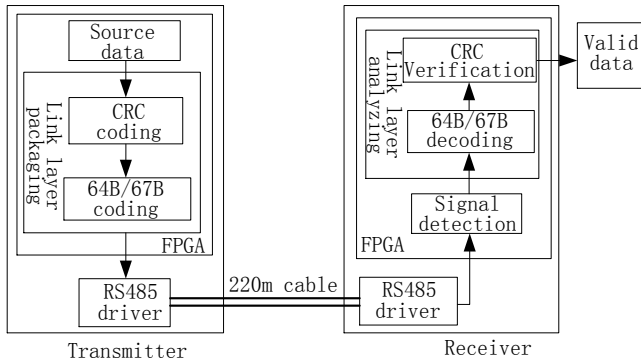 Source
data
Link layer
packaging
CRC
coding
64B/67B
coding
FPGA
RS485
driver
Transmitter
220m cable
Link layer
analyzing
CRC
Verification
64B/67B
decoding
Signal
detection
FPGA
RS485
driver
Receiver
Valid
data